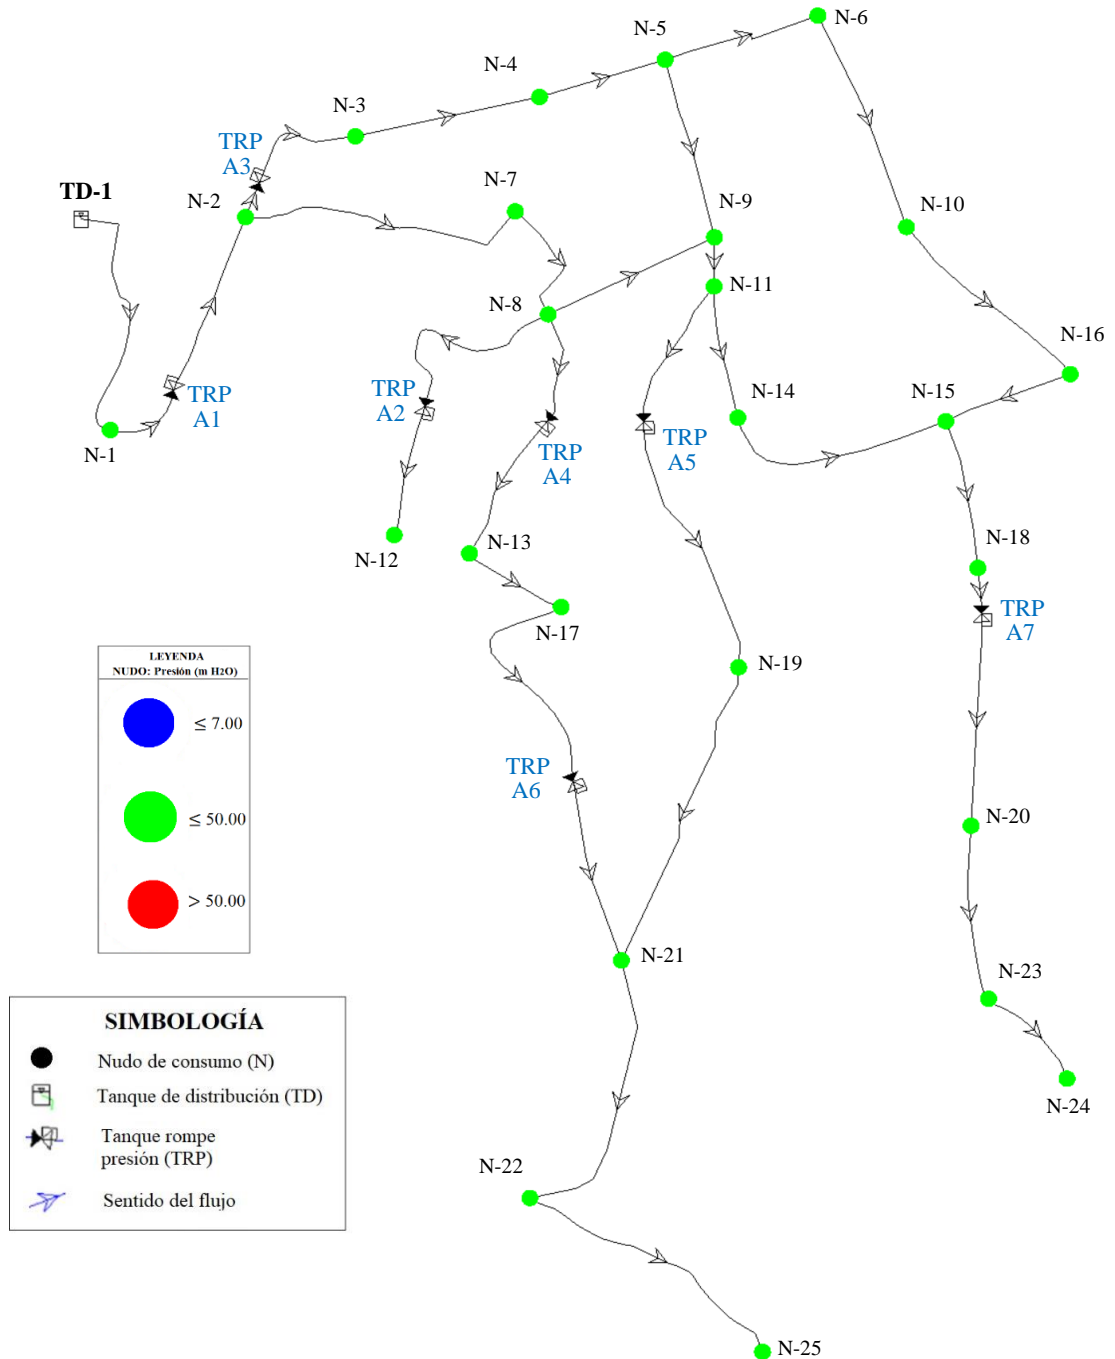 N-6
N-5
N-4
N-3
TRP
A3
N-7
TD-1
N-2
N-9
N-10
N-11
N-8
N-16
TRP
A1
TRP
A2
N-15
N-14
TRP
A4
TRP
A5
N-1
N-18
N-12
N-13
TRP
A7
N-17
N-19
LEYENDA
NUDO: Presión (m H2O)
≤ 7.00
≤ 50.00
> 50.00
TRP
A6
N-20
N-21
N-23
SIMBOLOGÍA
Nudo de consumo (N)
Tanque de distribución (TD)
Tanque rompe
presión (TRP)
Sentido del flujo
N-24
N-22
N-25